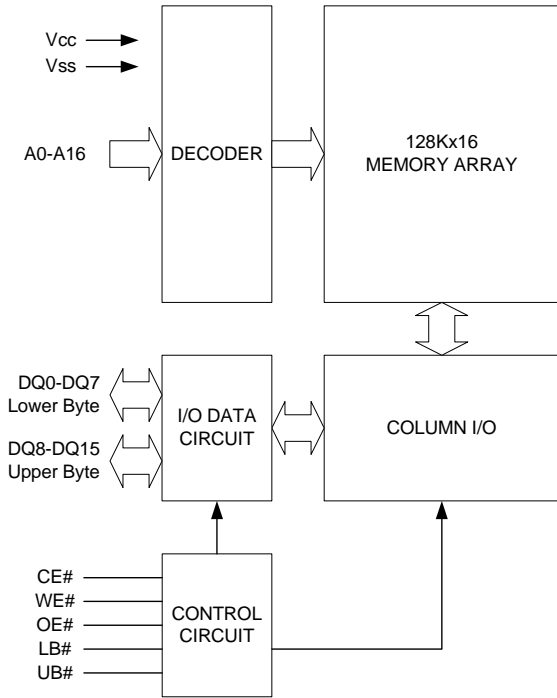 Vcc
Vss
A0-A16
DECODER
128Kx16
MEMORY ARRAY
DQ0-DQ7
Lower Byte
DQ8-DQ15
Upper Byte
I/O DATA
CIRCUIT
COLUMN I/O
CE#
WE#
OE#
LB#
UB#
CONTROL
CIRCUIT